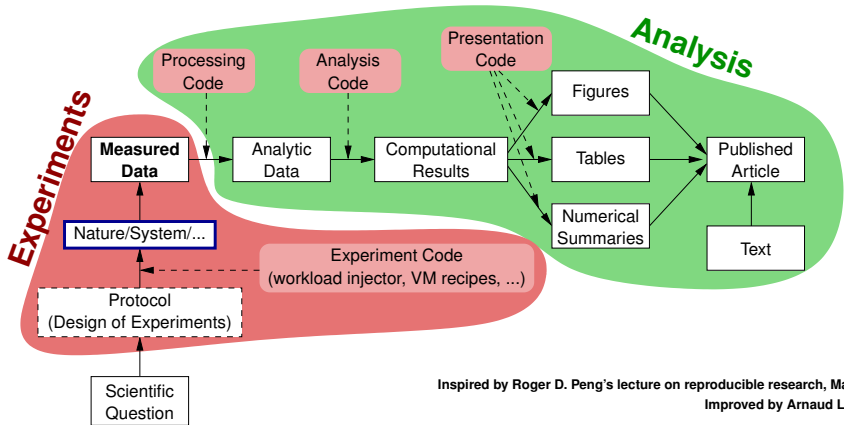 Analysis
Experiments
Processing
Code
Analysis
Code
Presentation
Code
Figures
Measured
Data
Analytic
Data
Computational
Results
Tables
Published
Article
Numerical
Summaries
Text
Nature/System/...
Experiment Code
(workload injector, VM recipes, ...)
Protocol
(Design of Experiments)
Scientific
Question
Inspired by Roger D. Peng's lecture on reproducible research,
Improved by Arnaud